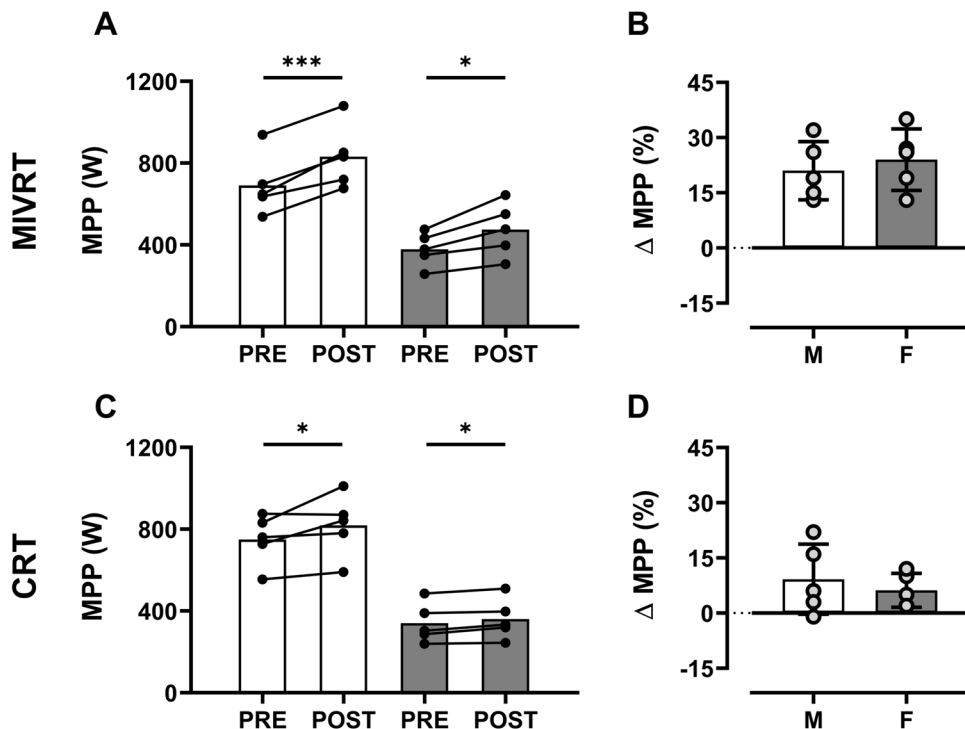 A
MIVRT
MPP (W)
1200
800
400
0
***
*
PRE
POST
PRE
POST
B
Δ MPP (%)
45
30
15
0
-15
M
F
C
CRT
MPP (W)
1200
800
400
0
*
*
PRE
POST
PRE
POST
D
Δ MPP (%)
45
30
15
0
-15
M
F